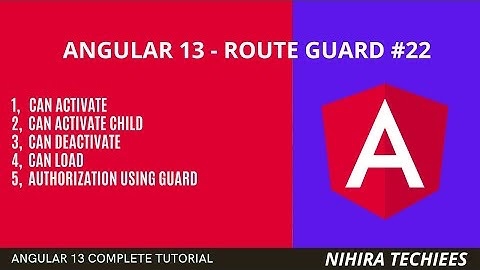 ANGULAR 13 - ROUTE GUARD #22
1, CAN ACTIVATE
2, CAN ACTIVATE CHILD
3, CAN DEACTIVATE
4, CAN LOAD
5, AUTHORIZATION USING GUARD
A
ANGULAR 13 COMPLETE TUTORIAL
NIHIRA TECHIEES